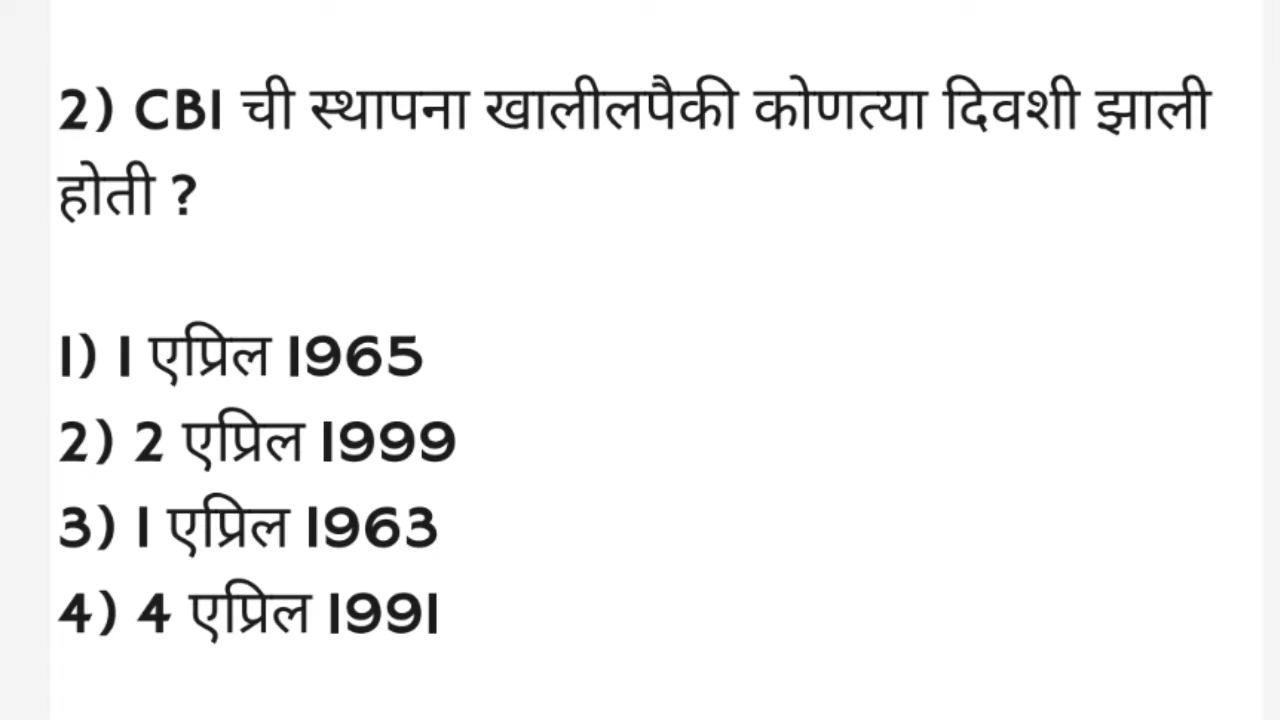 2) CBI ची स्थापना खालीलपैकी कोणत्या दिवशी झाली
होती ?
1) 1 एप्रिल 1965
2) 2 एप्रिल 1999
3) 1 एप्रिल 1963
4) 4 एप्रिल 1991